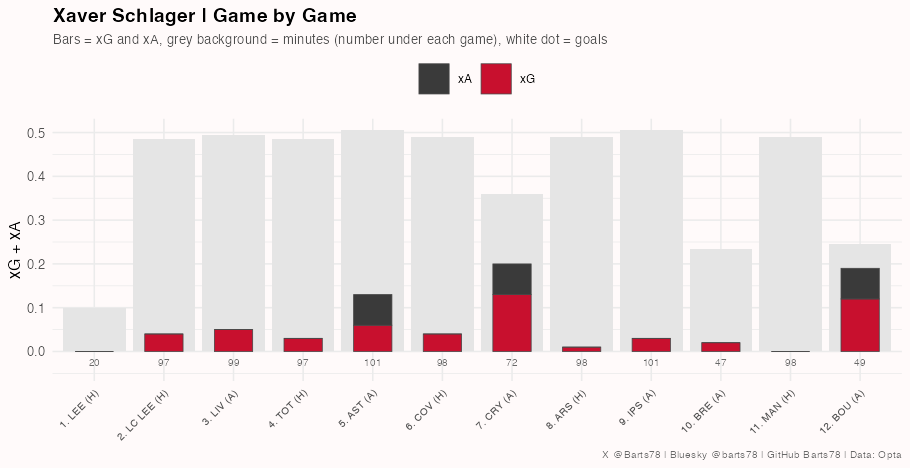 Xaver Schlager | Game by Game
Bars = xG and xA, grey background = minutes (number under each game), white dot = goals
xA xG
xG + xA
0.5
0.4
0.3
0.2
0.1
0.0
20 97 99 97 101 98 72 98 101 47 98 49
1. LEE (H)
2. LC LEE (H)
3. LIV (A)
4. TOT (H)
5. AST (A)
6. COV (H)
7. CRY (A)
8. ARS (H)
9. IPS (A)
10. BRE (A)
11. MAN (H)
12. BOU (A)
X @Barts78 | Bluesky @barts78 | GitHub Barts78 | Data: Opta